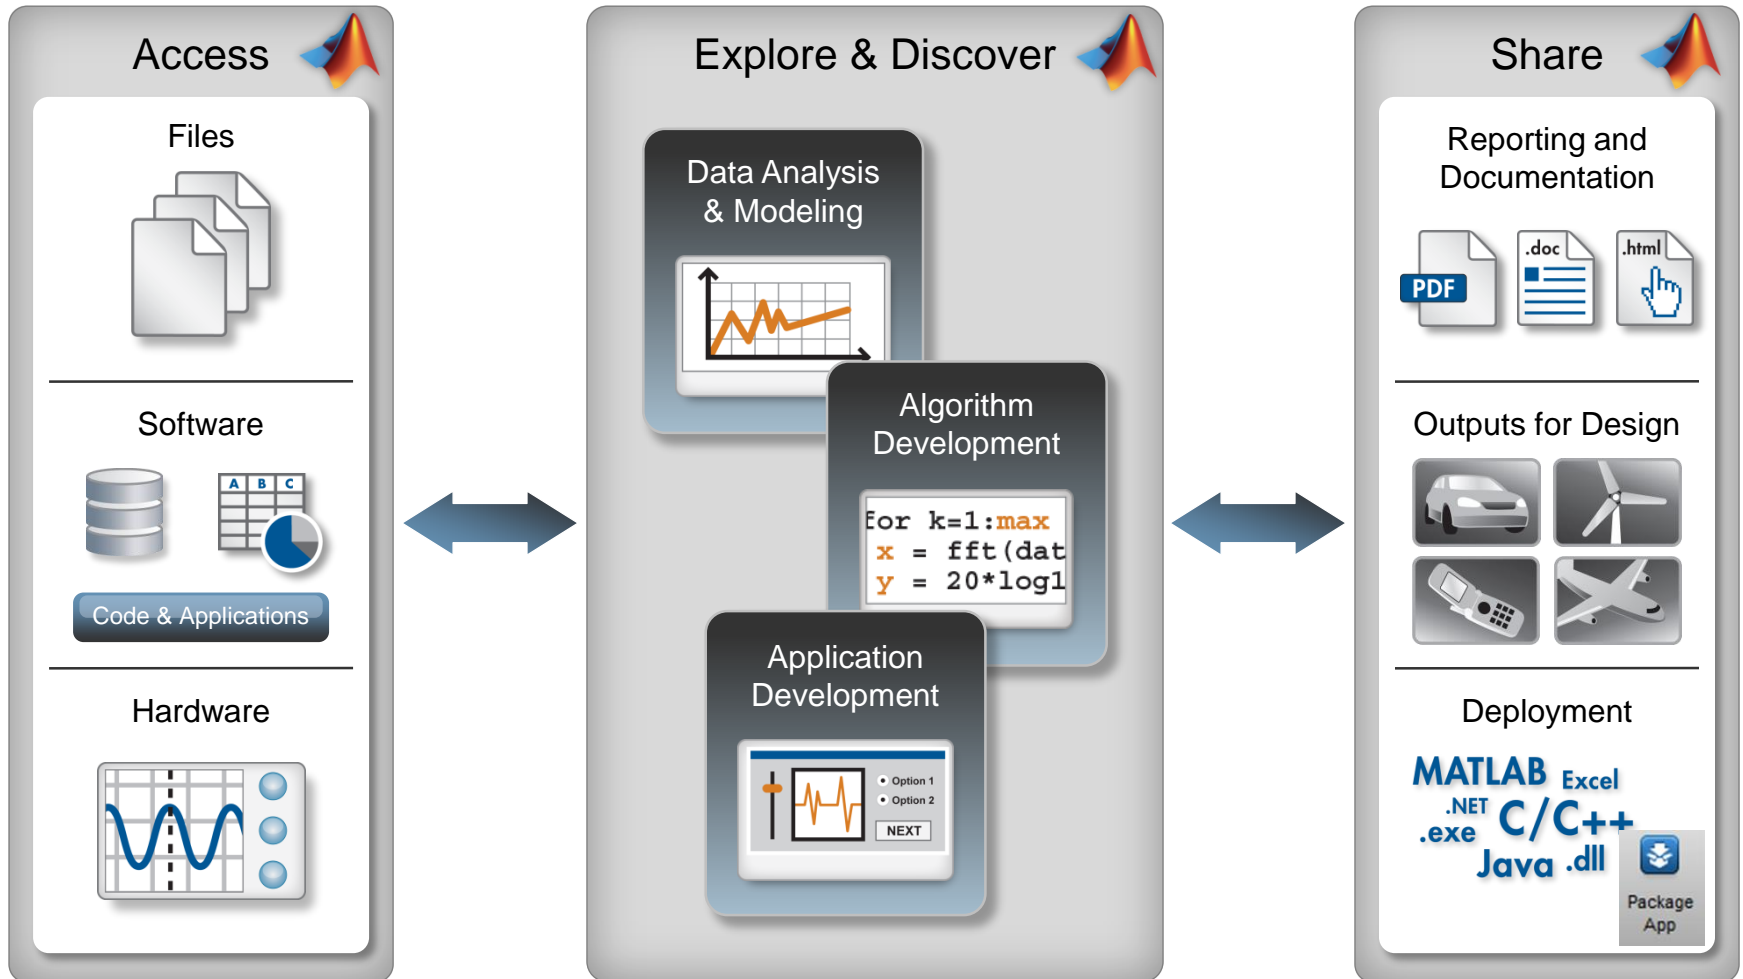 Access
Files
Software
A B C
Code & Applications
Hardware
Explore & Discover
Data Analysis
& Modeling
Algorithm
Development
for k=1:max
x = fft(dat
y = 20*log1
Application
Development
Option 1
Option 2
NEXT
Share
Reporting and
Documentation
PDF
.doc
.html
Outputs for Design
Deployment
MATLAB Excel
.NET
.exe C/C++
Java .dll
Package
App